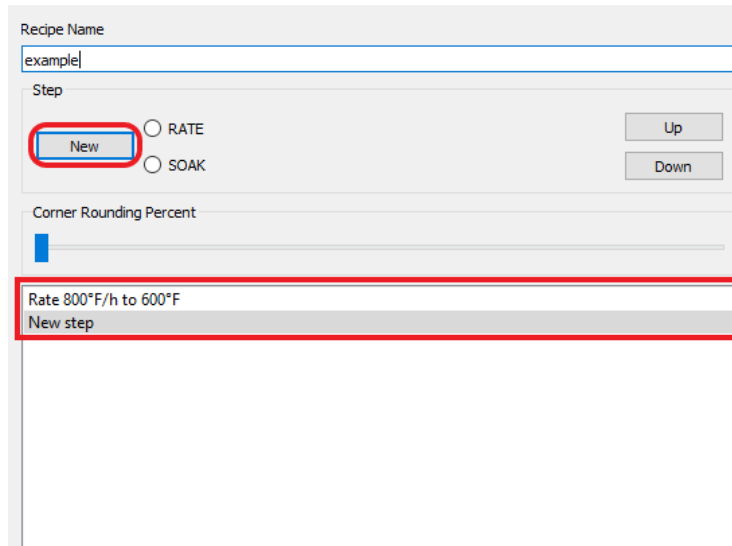 Recipe Name
example
Step
New
RATE
SOAK
Up
Down
Corner Rounding Percent
Rate 800°F/h to 600°F
New step